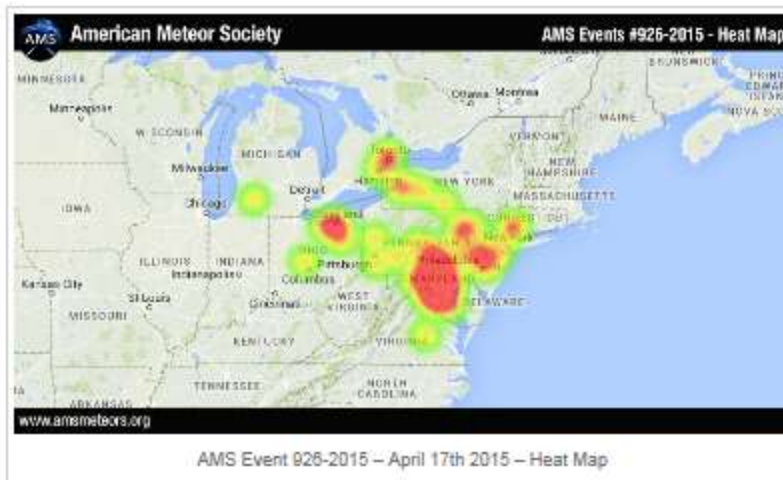 AMS American Meteor Society
AMS Events #926-2015 - Heat Map
BRUNSWICK
MINNESOTA
Ottawa Montreal
Minneapolis
MAINE
NOVA SCO
WISCONSIN
VERMONT
Toronto
MICHIGAN
NEW
HAMPSHIRE
Milwaukee
NEW YORK
Detroit
MASSACHUSETTS
Chicago
IOWA
OHIO
ILLINOIS
INDIANA
Pittsburgh
Philadelphia
Indianapolis
Columbus
MARYLAND
Kansas City
St Louis
DELAWARE
Cincinnati
WEST
VIRGINIA
MISSOURI
KENTUCKY
VIRGINIA
TENNESSEE
NORTH
CAROLINA
ARKANSAS
www.amsmeteors.org
AMS Event 926-2015 – April 17th 2015 – Heat Map